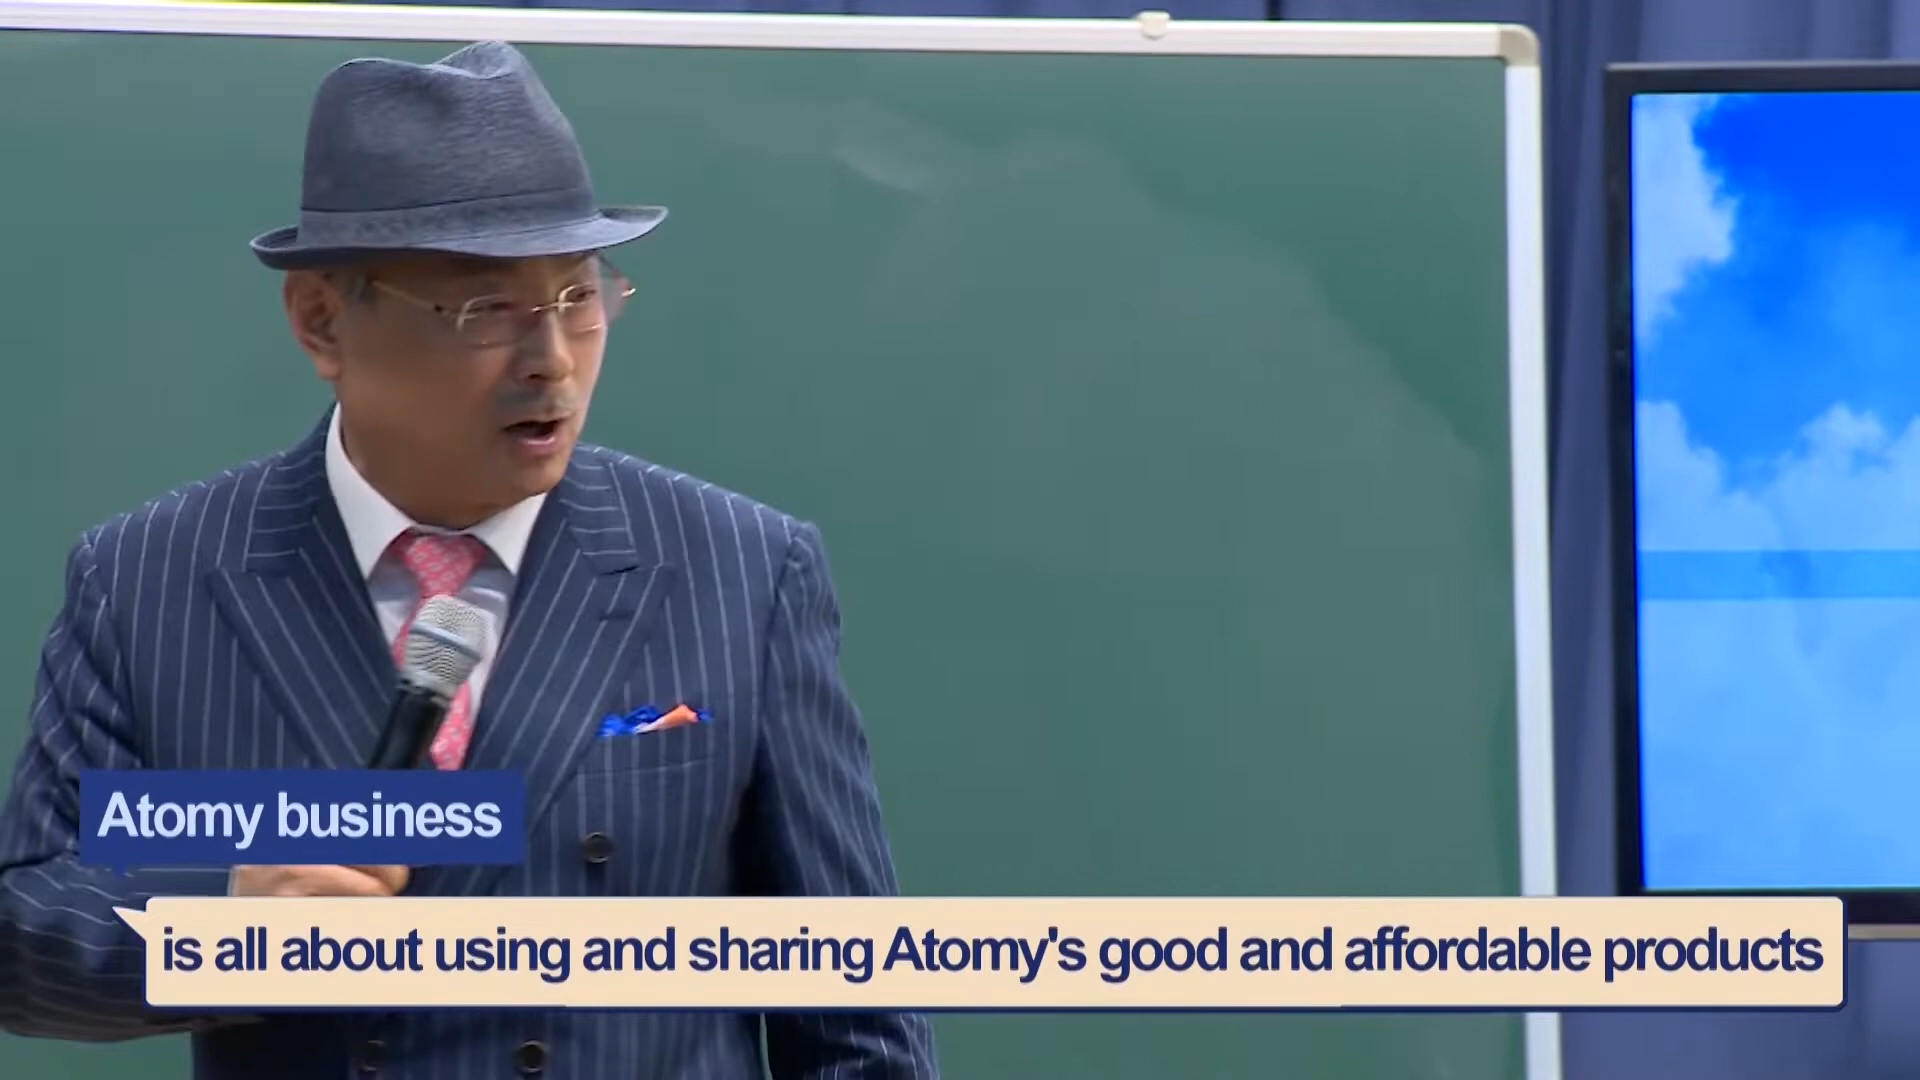 Atomy business
is all about using and sharing Atomy's good and affordable products